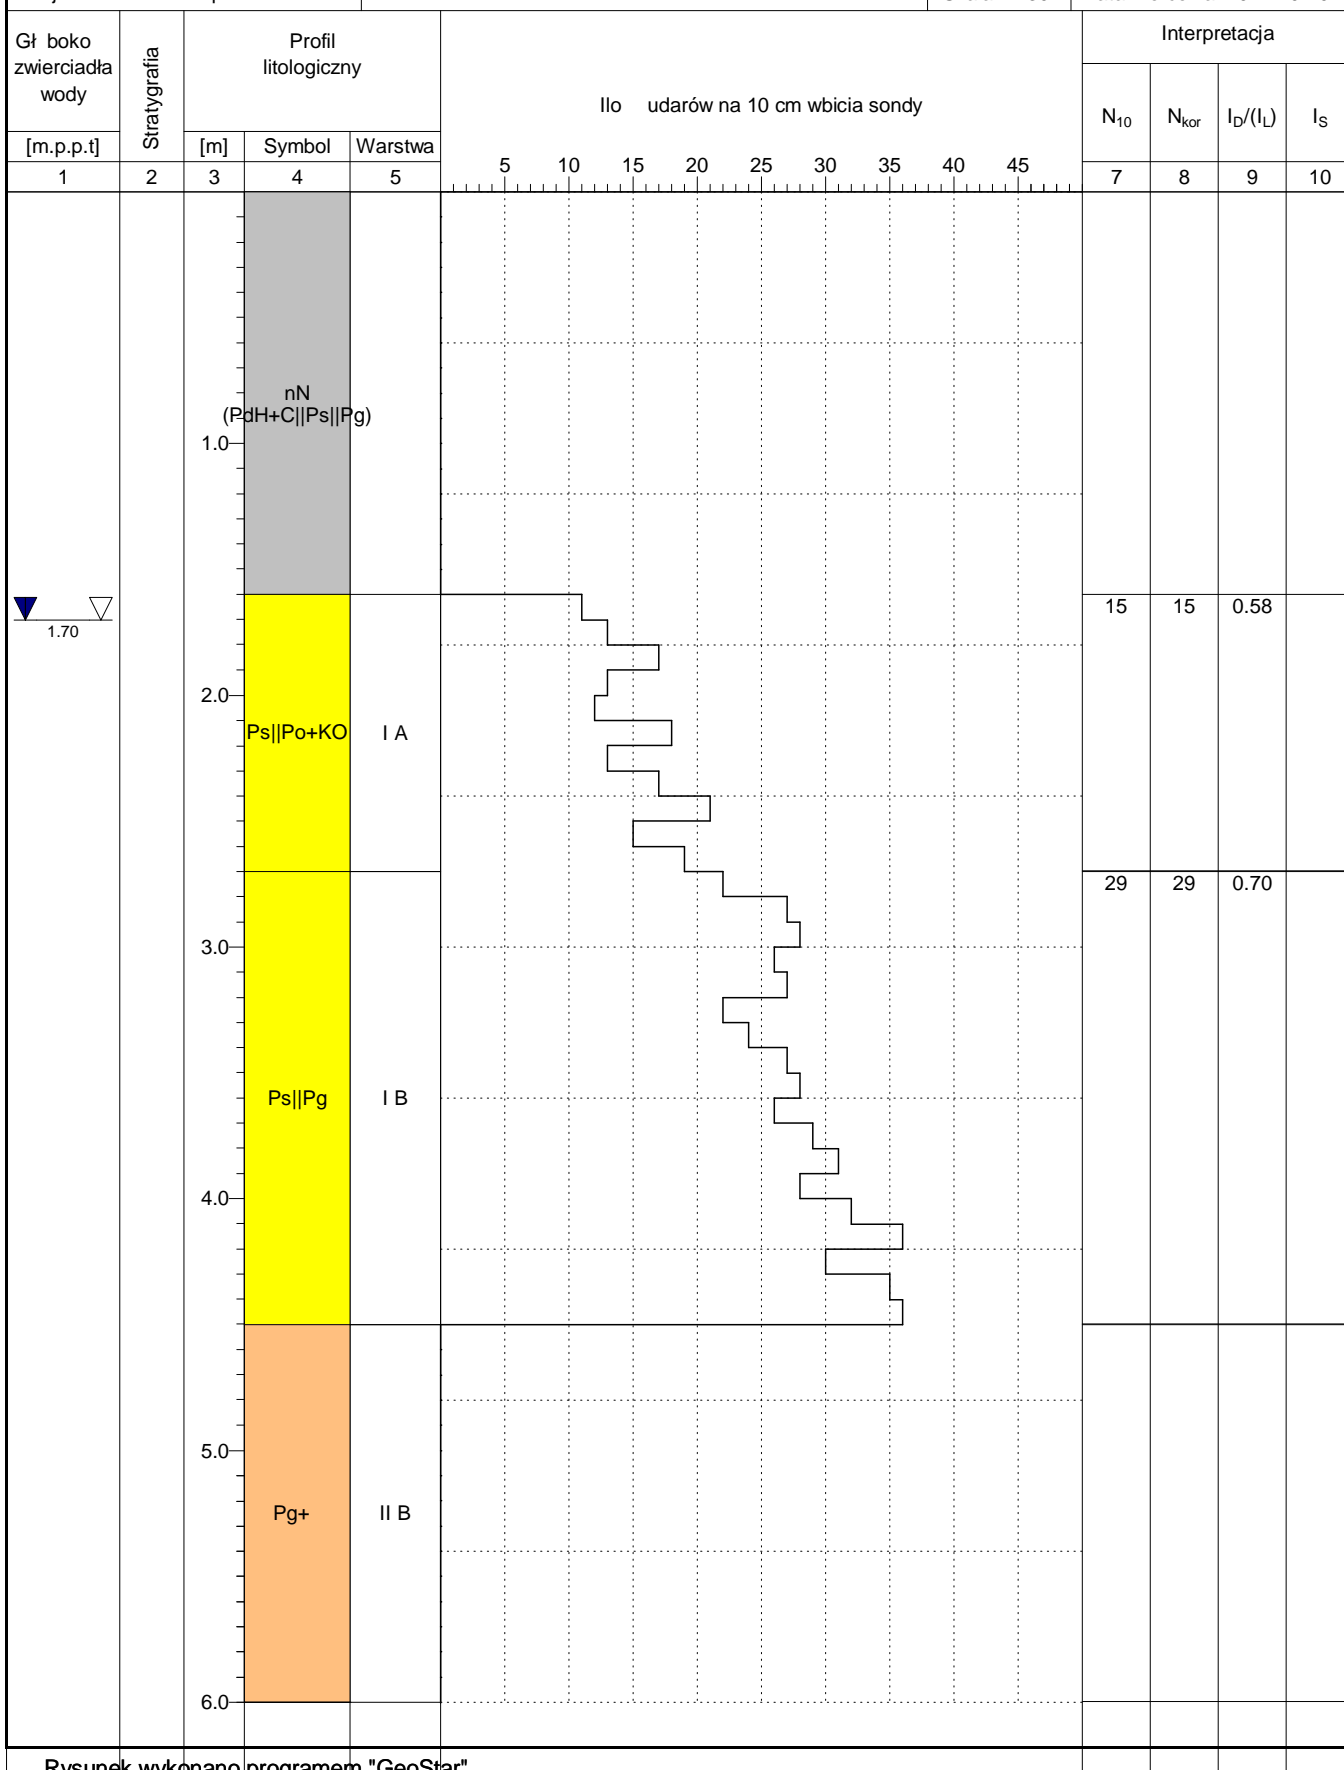 Gł boko
zwierciadła
wody
[m.p.p.t]
Stratygrafia
Profil
litologiczny
[m] Symbol Warstwa
Ilo udarów na 10 cm wbicia sondy
Interpretacja
N10 Nkor ID/(IL) IS
5 10 15 20 25 30 35 40 45
1 2 3 4 5 7 8 9 10
nN
(PdH+C||Ps||Pg)
1.0
15 15 0.58
1.70
2.0
Ps||Po+KO I A
29 29 0.70
3.0
Ps||Pg I B
4.0
5.0
Pg+ II B
6.0
Rysunek wykonano programem "GeoStar"